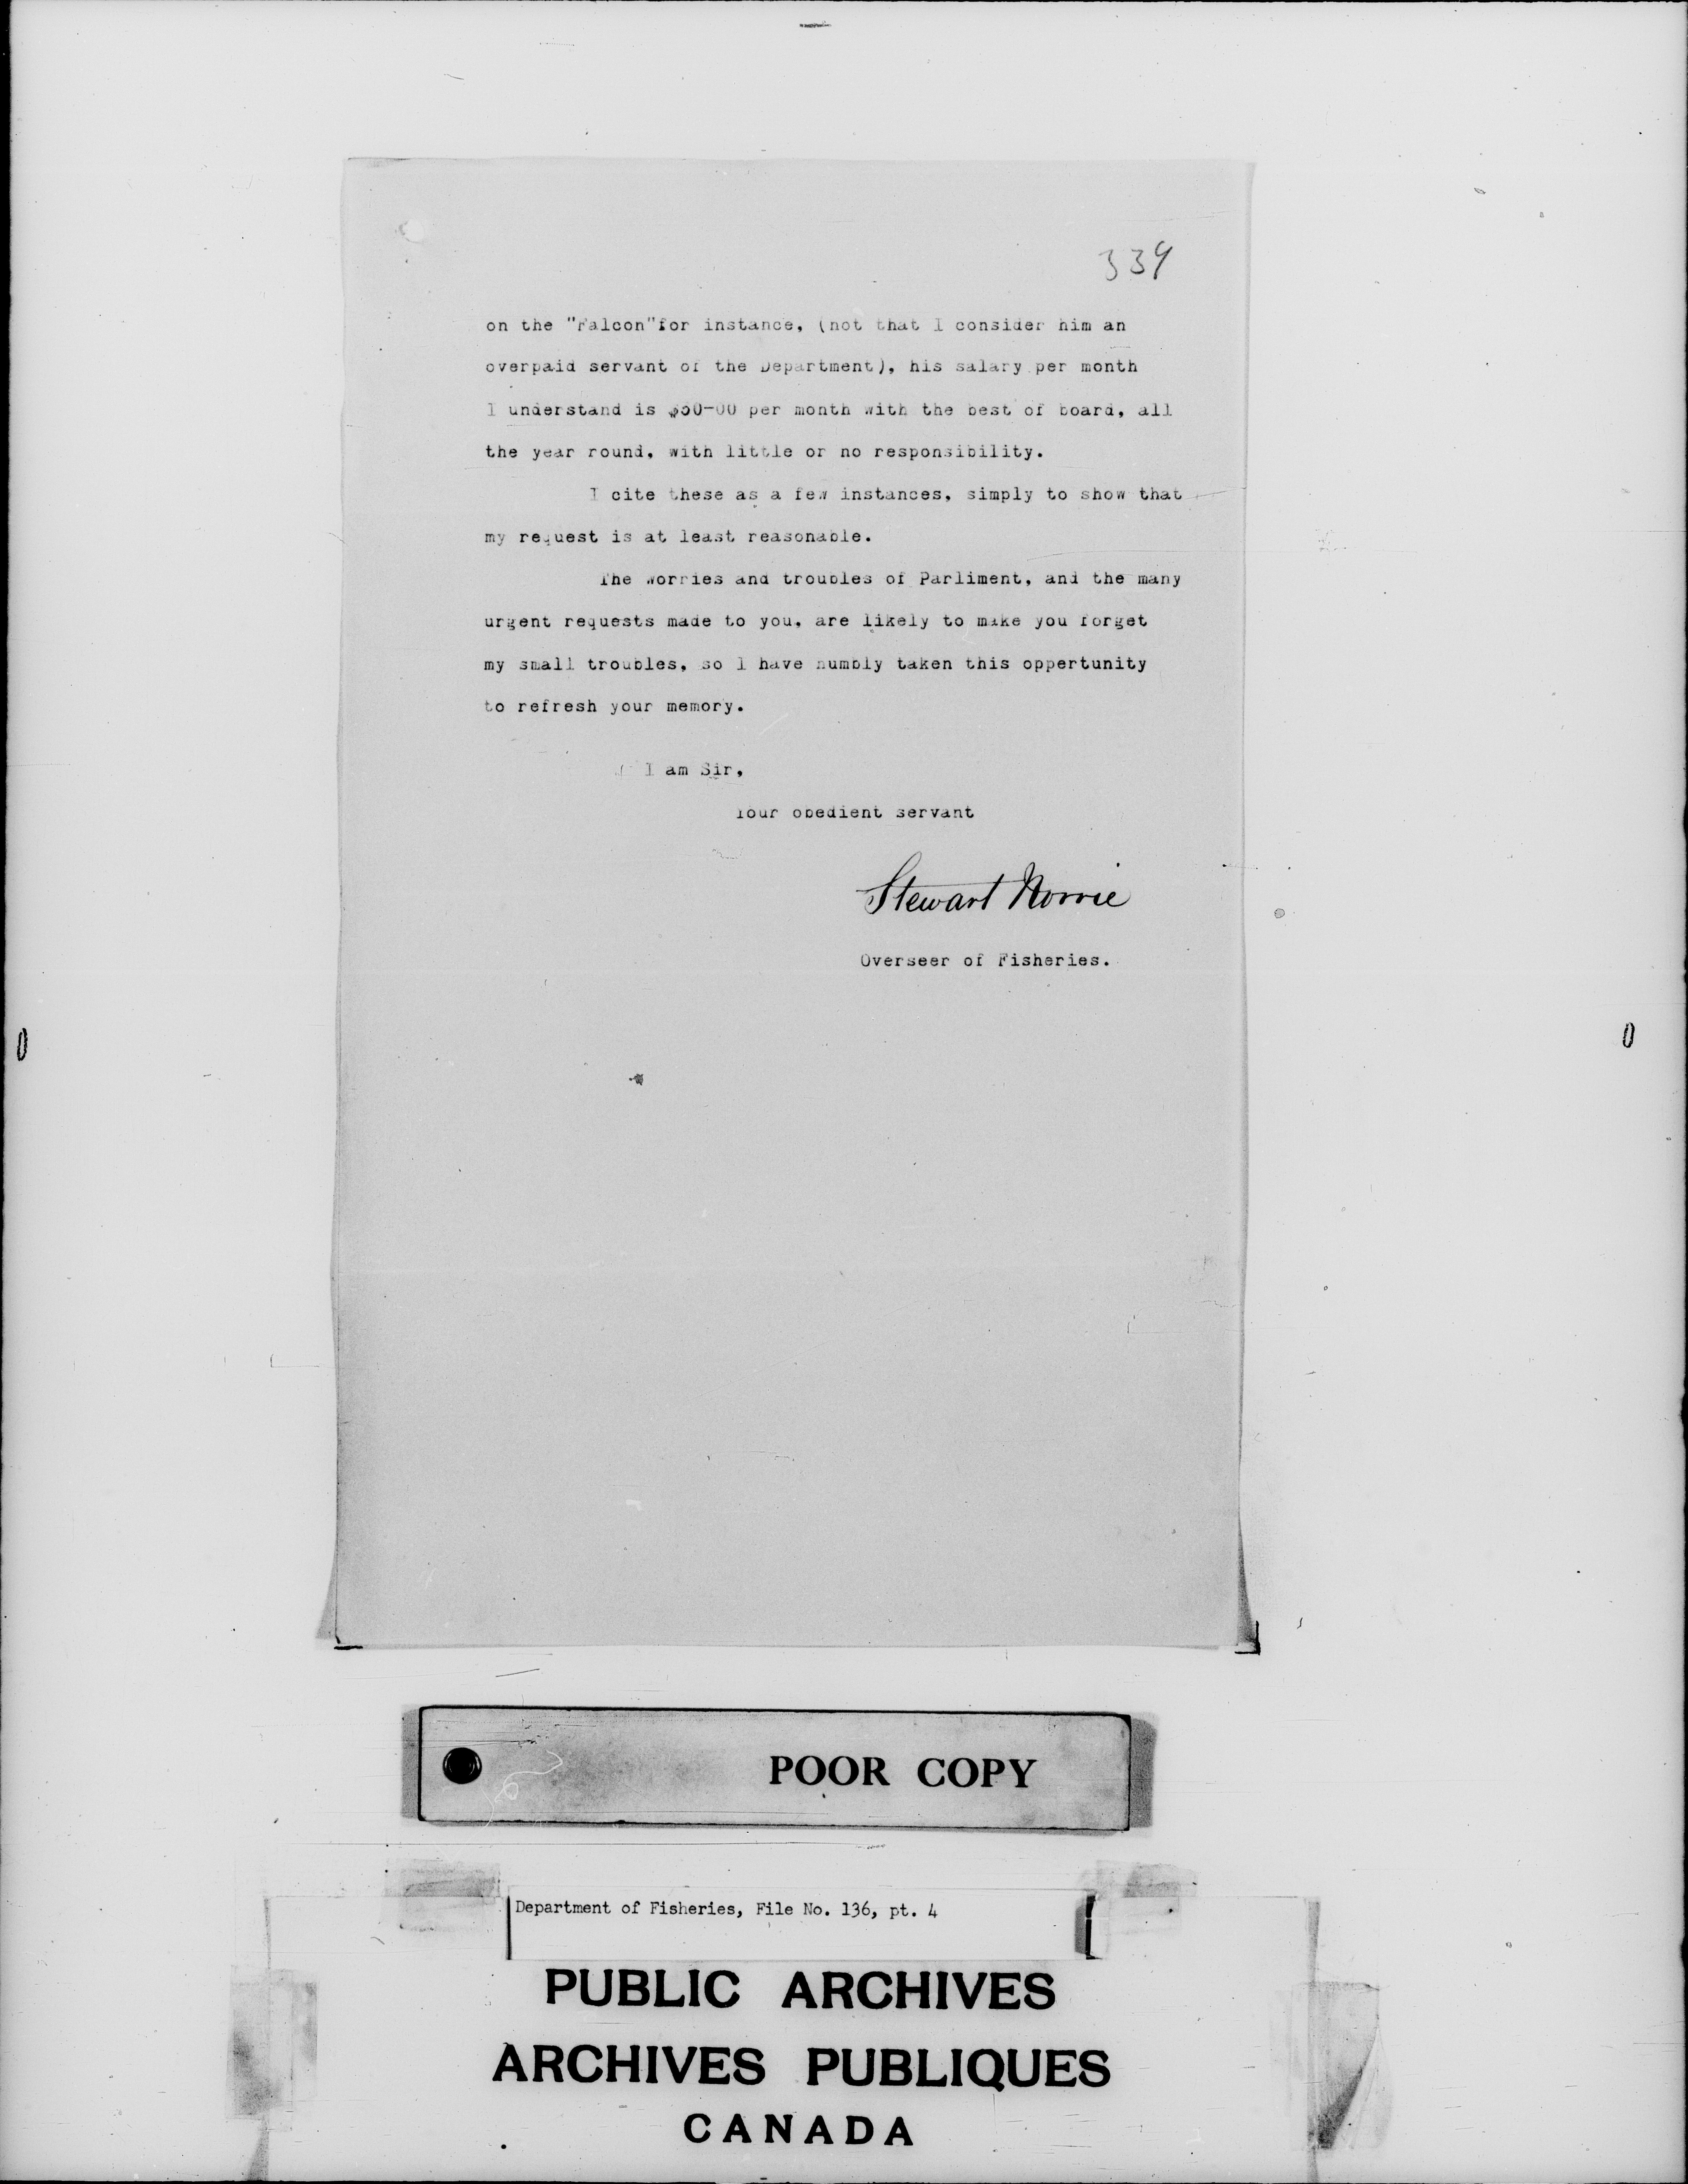 339
on the "Falcon"for instance, (not that I consider him an
overpaid servant of the Department), his salary per month
I understand is per month with the best of board, all
the year round, with little or no responsibility.
I cite these as a few instances, simply to show that
my request is at least reasonable.
The worries and troubles of Parliment, and the many
urgent requests made to you, are likely to make you forget
my small troubles, so I have humbly taken this oppertunity
to refresh your memory.
I am Sir,
Your obedient servant
Stewart Norrie
Overseer of Fisheries.
POOR COPY
Department of Fisheries, File No. 136, pt. 4
PUBLIC ARCHIVES
ARCHIVES PUBLIQUES
CANADA